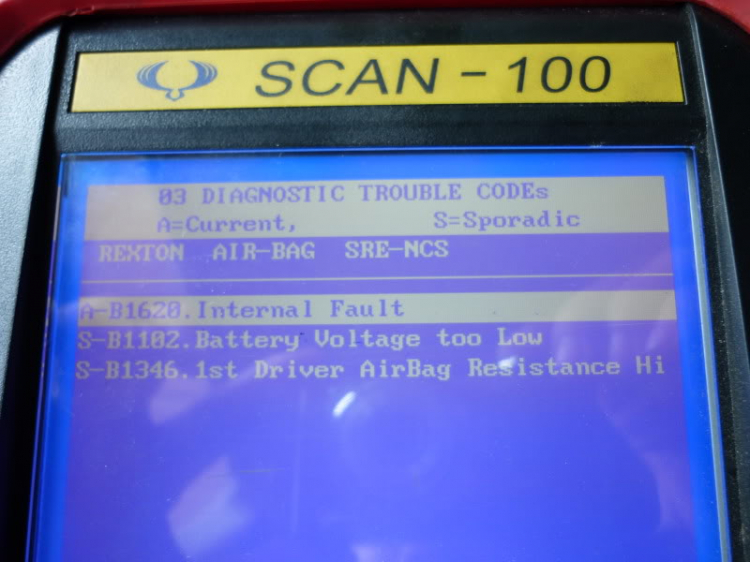 SCAN-100
03 DIAGNOSTIC TROUBLE CODEs
A=Current, S=Sporadic
REXTON AIR-BAG SRE-NCS
A-B1620.Internal Fault
S-B1102.Battery Voltage too Low
S-B1346.1st Driver AirBag Resistance Hi